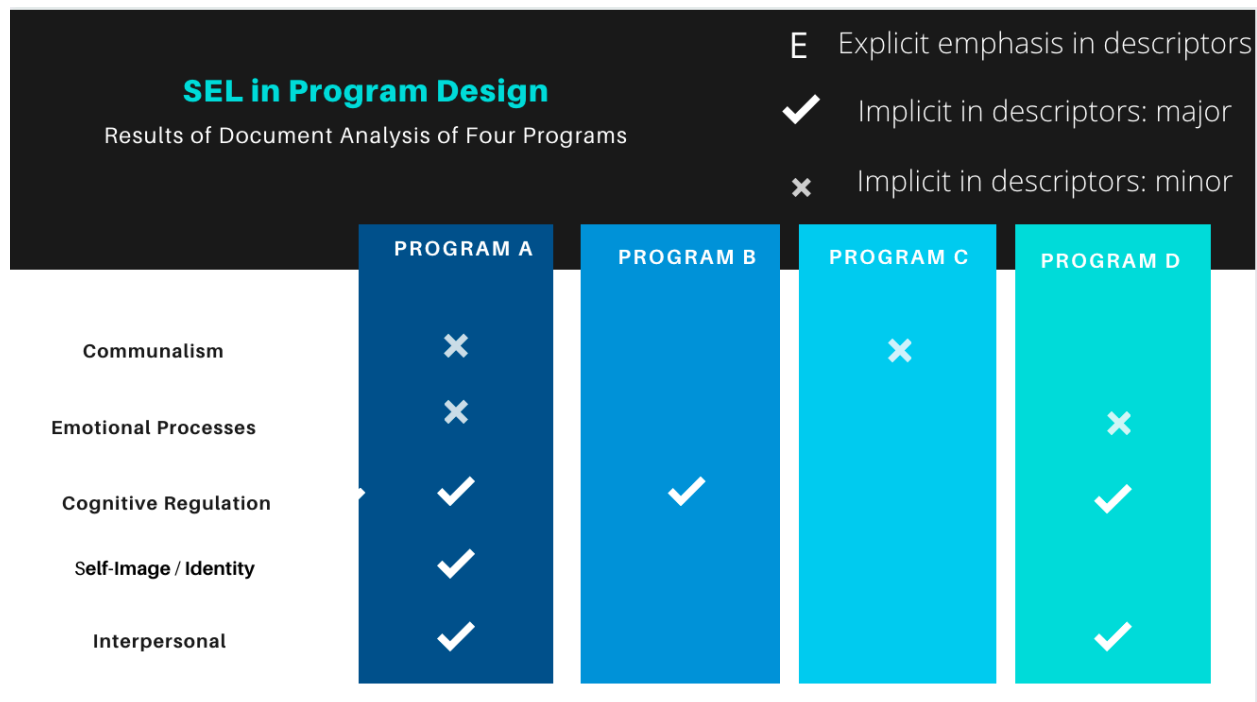 E Explicit emphasis in descriptors
SEL in Program Design
✔ Implicit in descriptors: major
Results of Document Analysis of Four Programs
✖ Implicit in descriptors: minor
PROGRAM A PROGRAM B PROGRAM C PROGRAM D
Communalism ✖ ✖
Emotional Processes ✖ ✖
Cognitive Regulation ✔ ✔ ✔
Self-Image / Identity ✔
Interpersonal ✔ ✔